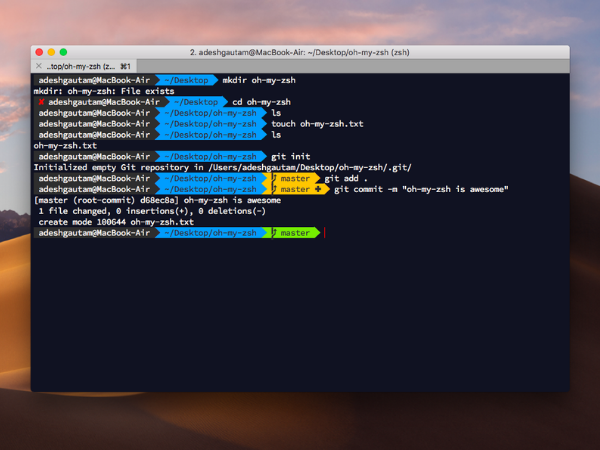 2. adeshgautam@MacBook-Air: ~/Desktop/oh-my-zsh (zsh)
× ..top/oh-my-zsh (z... ⌘1
adeshgautam@MacBook-Air ~/Desktop mkdir oh-my-zsh
mkdir: oh-my-zsh: File exists
✘ adeshgautam@MacBook-Air ~/Desktop cd oh-my-zsh
adeshgautam@MacBook-Air ~/Desktop/oh-my-zsh ls
adeshgautam@MacBook-Air ~/Desktop/oh-my-zsh touch oh-my-zsh.txt
adeshgautam@MacBook-Air ~/Desktop/oh-my-zsh ls
oh-my-zsh.txt
adeshgautam@MacBook-Air ~/Desktop/oh-my-zsh git init
Initialized empty Git repository in /Users/adeshgautam/Desktop/oh-my-zsh/.git/
adeshgautam@MacBook-Air ~/Desktop/oh-my-zsh master git add .
adeshgautam@MacBook-Air ~/Desktop/oh-my-zsh master ✚ git commit -m "oh-my-zsh is awesome"
[master (root-commit) d68ec8a] oh-my-zsh is awesome
1 file changed, 0 insertions(+), 0 deletions(-)
create mode 100644 oh-my-zsh.txt
adeshgautam@MacBook-Air ~/Desktop/oh-my-zsh master